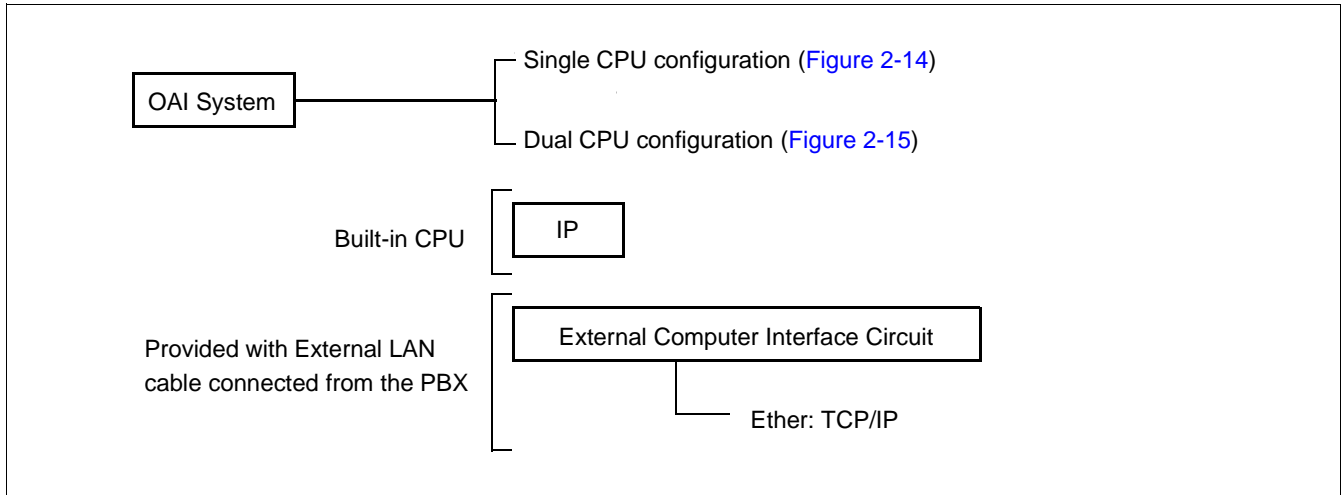 Single CPU configuration (Figure 2-14)
OAI System
Dual CPU configuration (Figure 2-15)
Built-in CPU
IP
External Computer Interface Circuit
Provided with External LAN
cable connected from the PBX
Ether: TCP/IP